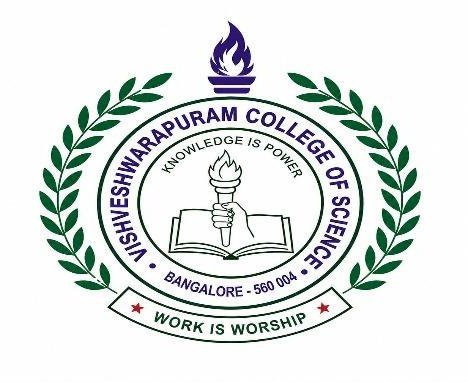 • VISHVESHWARAPURAM COLLEGE OF SCIENCE •
KNOWLEDGE IS POWER
BANGALORE - 560 004
WORK IS WORSHIP